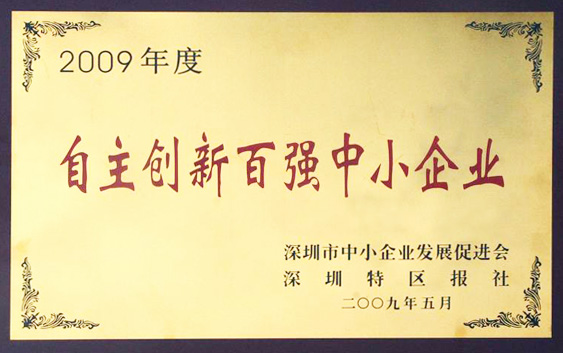 2009年度
自主创新百强中小企业
深圳市中小企业发展促进会
深圳特区报社
二〇〇九年五月